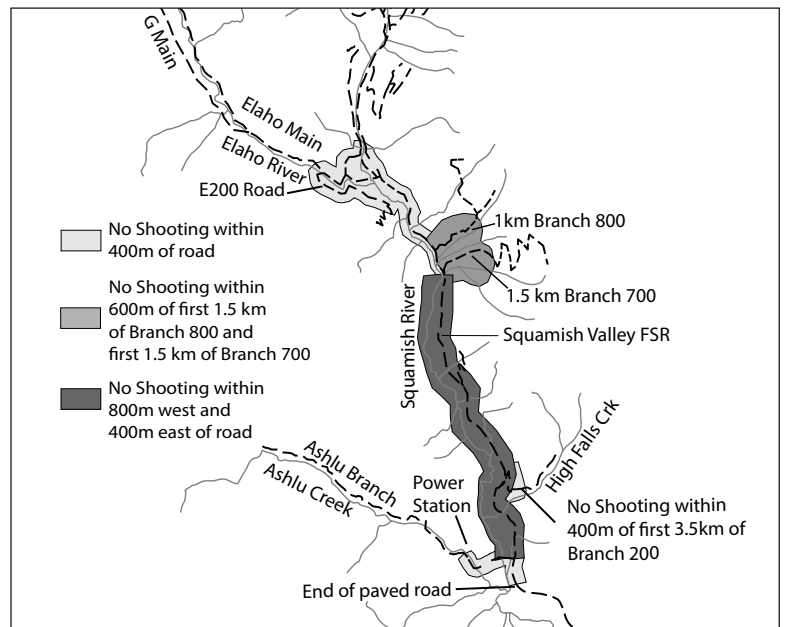 G Main
Elaho Main
Elaho River
E200 Road
No Shooting within
400m of road
No Shooting within
600m of first 1.5 km
of Branch 800 and
first 1.5 km of Branch 700
No Shooting within
800m west and
400m east of road
1km Branch 800
1.5 km Branch 700
Squamish River
Squamish Valley FSR
High Falls Crk
Ashlu Branch
Ashlu Creek
Power
Station
No Shooting within
400m of first 3.5km of
Branch 200
End of paved road